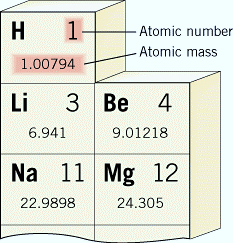 H 1 Atomic number
1.00794 Atomic mass
Li 3 Be 4
6.941 9.01218
Na 11 Mg 12
22.9898 24.305